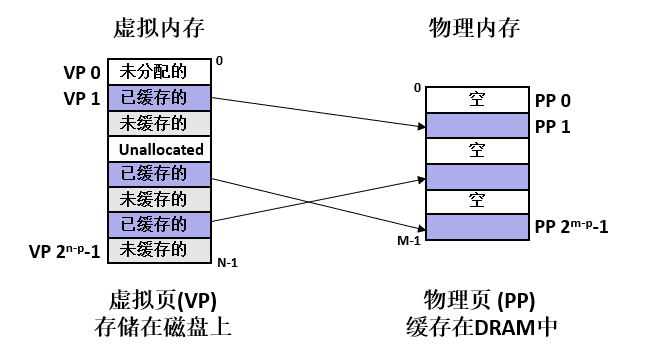 虚拟内存
物理内存
0
VP 0
未分配的
VP 1
已缓存的
未缓存的
Unallocated
已缓存的
未缓存的
已缓存的
VP 2ⁿ⁻ᵖ-1
未缓存的
N-1
0
空
PP 0
PP 1
空
空
PP 2ᵐ⁻ᵖ-1
M-1
虚拟页(VP)
存储在磁盘上
物理页 (PP)
缓存在DRAM中